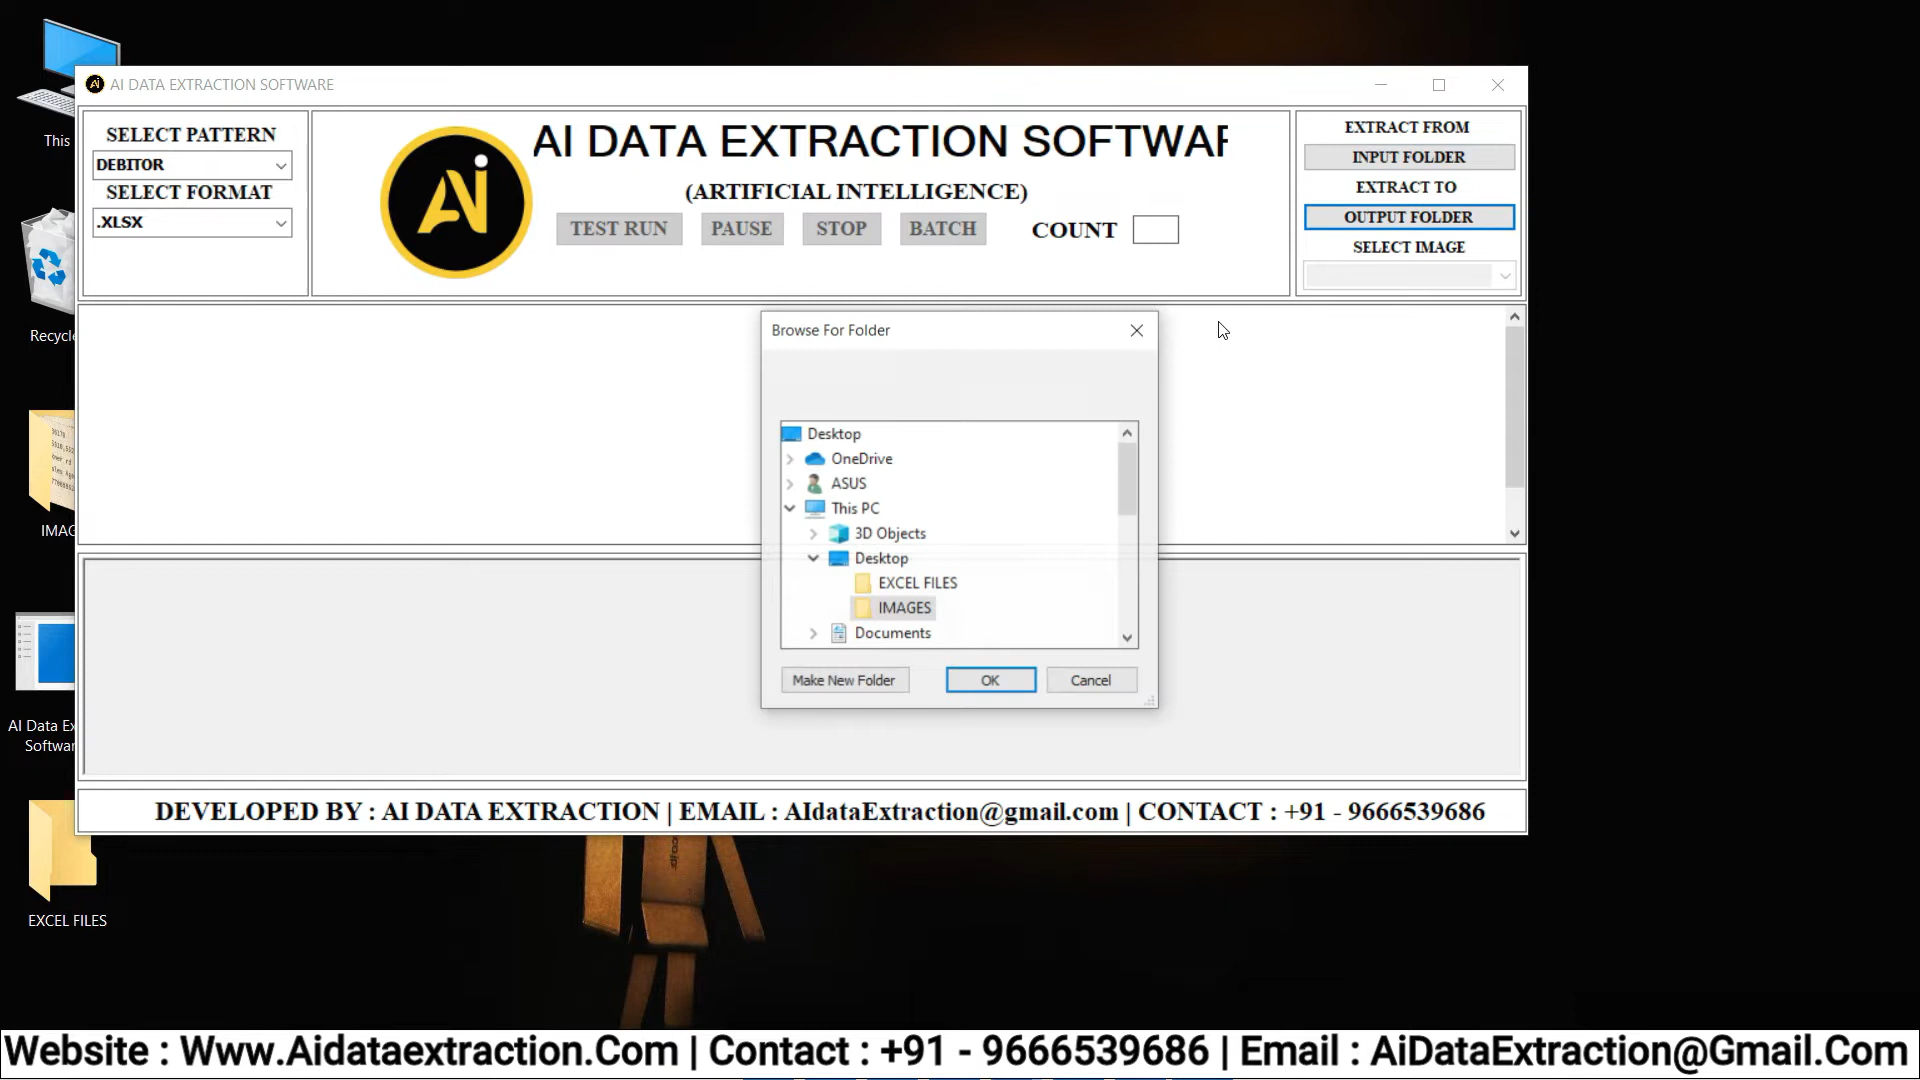 This
Recycle
IMAG
AI Data Ex
Softwar
EXCEL FILES
Ai AI DATA EXTRACTION SOFTWARE
SELECT PATTERN
DEBITOR
SELECT FORMAT
.XLSX
Ai
AI DATA EXTRACTION SOFTWAR
(ARTIFICIAL INTELLIGENCE)
TEST RUN PAUSE STOP BATCH COUNT
EXTRACT FROM
INPUT FOLDER
EXTRACT TO
OUTPUT FOLDER
SELECT IMAGE
Browse For Folder
Desktop
OneDrive
ASUS
This PC
3D Objects
Desktop
EXCEL FILES
IMAGES
Documents
Make New Folder OK Cancel
DEVELOPED BY : AI DATA EXTRACTION | EMAIL : AIdataExtraction@gmail.com | CONTACT : +91 - 9666539686
Website : Www.Aidataextraction.Com | Contact : +91 - 9666539686 | Email : AiDataExtraction@Gmail.Com